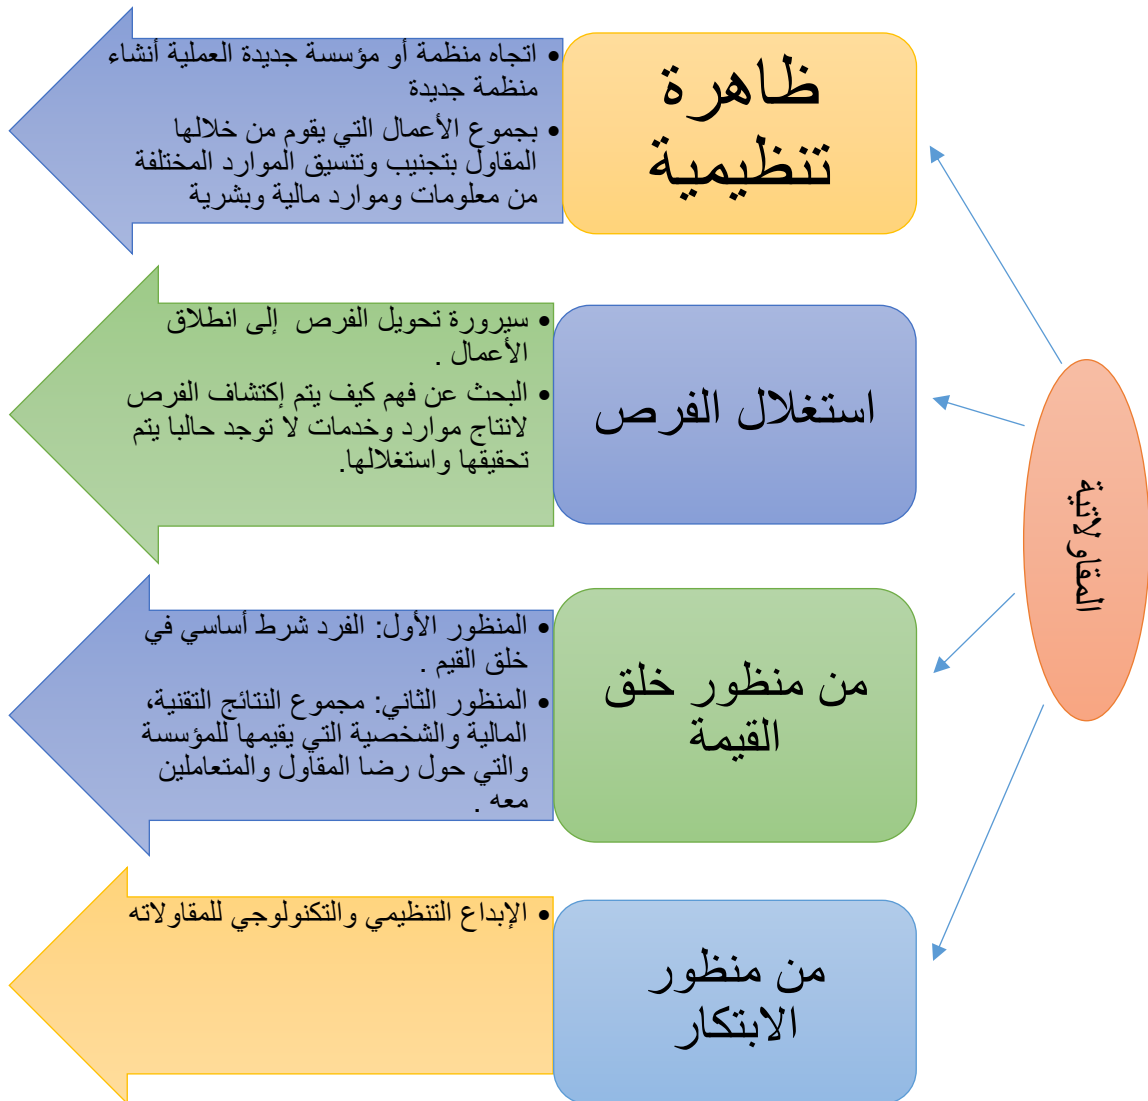 المقاولاتية
ظاهرة
تنظيمية
• اتجاه منظمة أو مؤسسة جديدة العملية أنشاء
منظمة جديدة
• بجموع الأعمال التي يقوم من خلالها
المقاول بتجنيب وتنسيق الموارد المختلفة
من معلومات وموارد مالية وبشرية
استغلال الفرص
• سيرورة تحويل الفرص إلى انطلاق
الأعمال .
• البحث عن فهم كيف يتم إكتشاف الفرص
لانتاج موارد وخدمات لا توجد حالبا يتم
تحقيقها واستغلالها.
من منظور خلق
القيمة
• المنظور الأول: الفرد شرط أساسي في
خلق القيم .
• المنظور الثاني: مجموع النتائج التقنية،
المالية والشخصية التي يقيمها للمؤسسة
والتي حول رضا المقاول والمتعاملين
معه .
من منظور
الابتكار
• الإبداع التنظيمي والتكنولوجي للمقاولاته